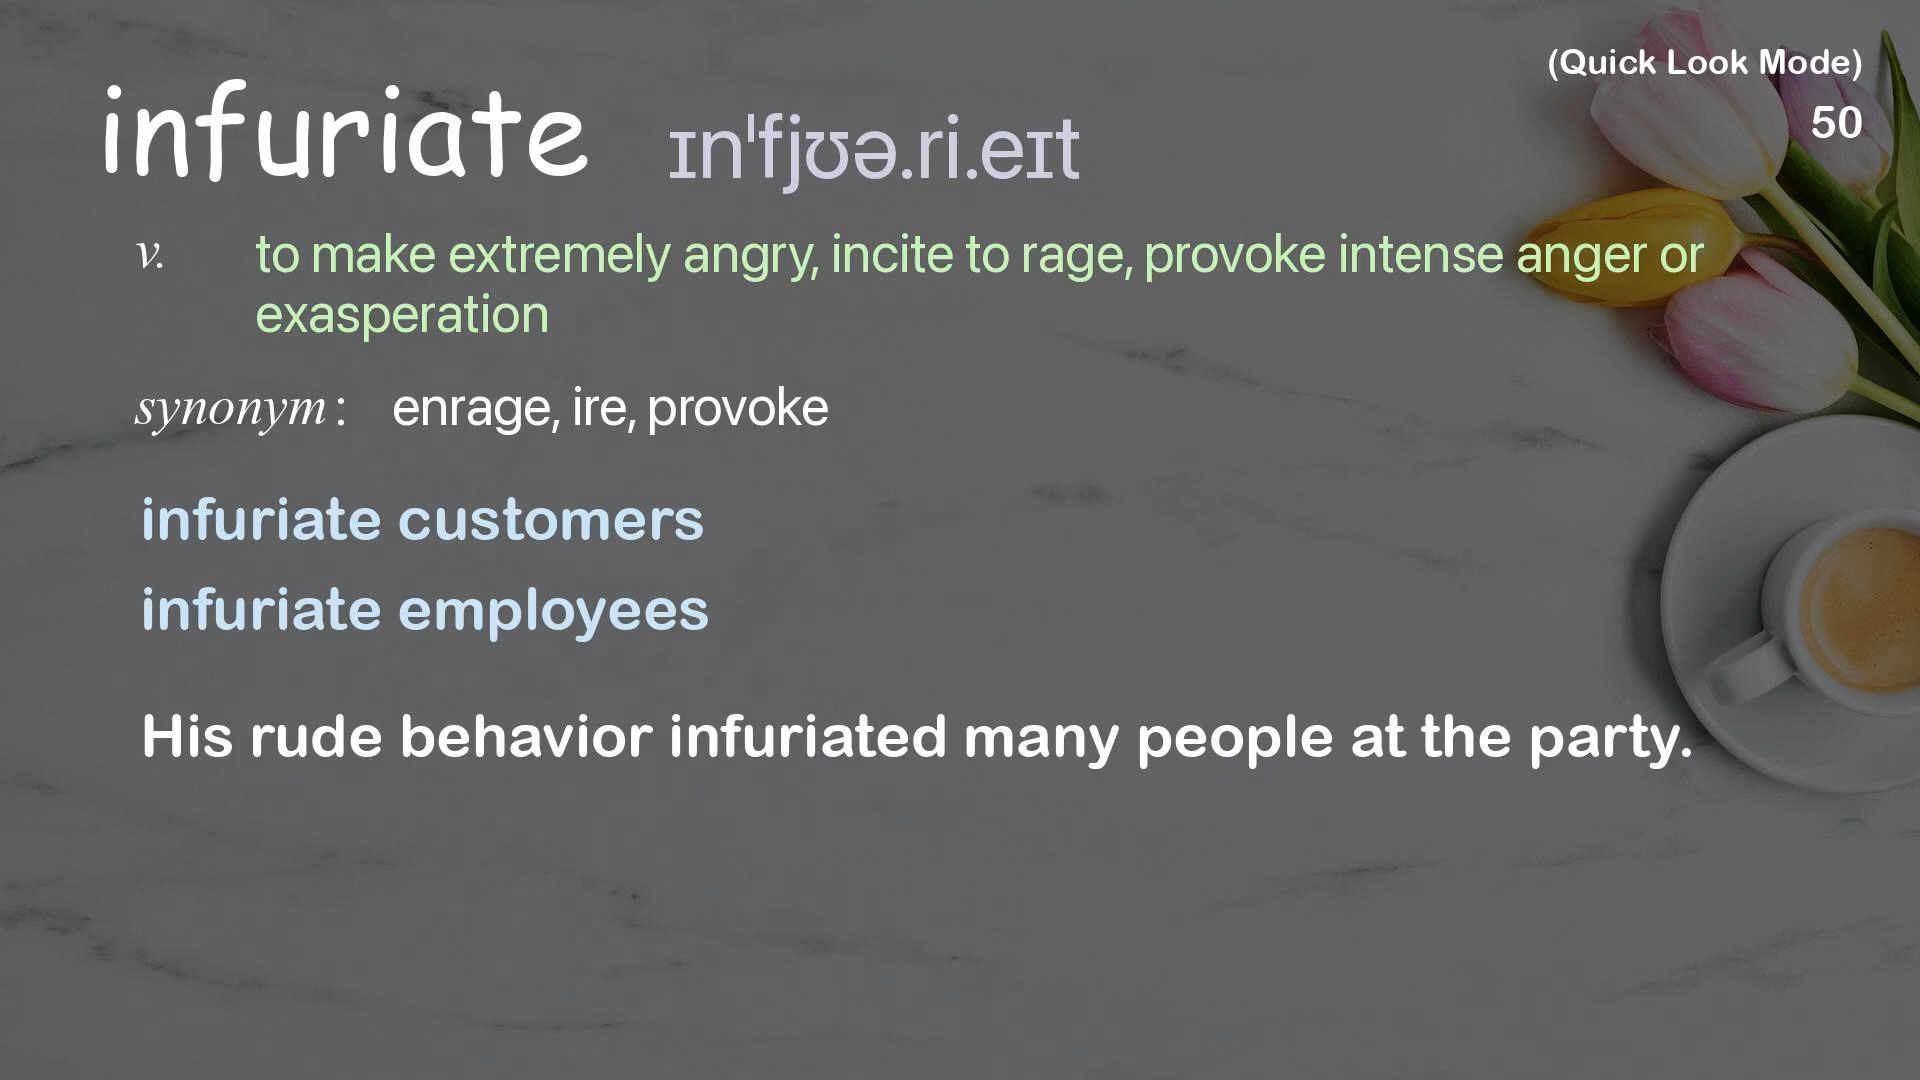 (Quick Look Mode)
50
infuriate ɪnˈfjʊə.ri.eɪt
v. to make extremely angry, incite to rage, provoke intense anger or
exasperation
synonym: enrage, ire, provoke
infuriate customers
infuriate employees
His rude behavior infuriated many people at the party.